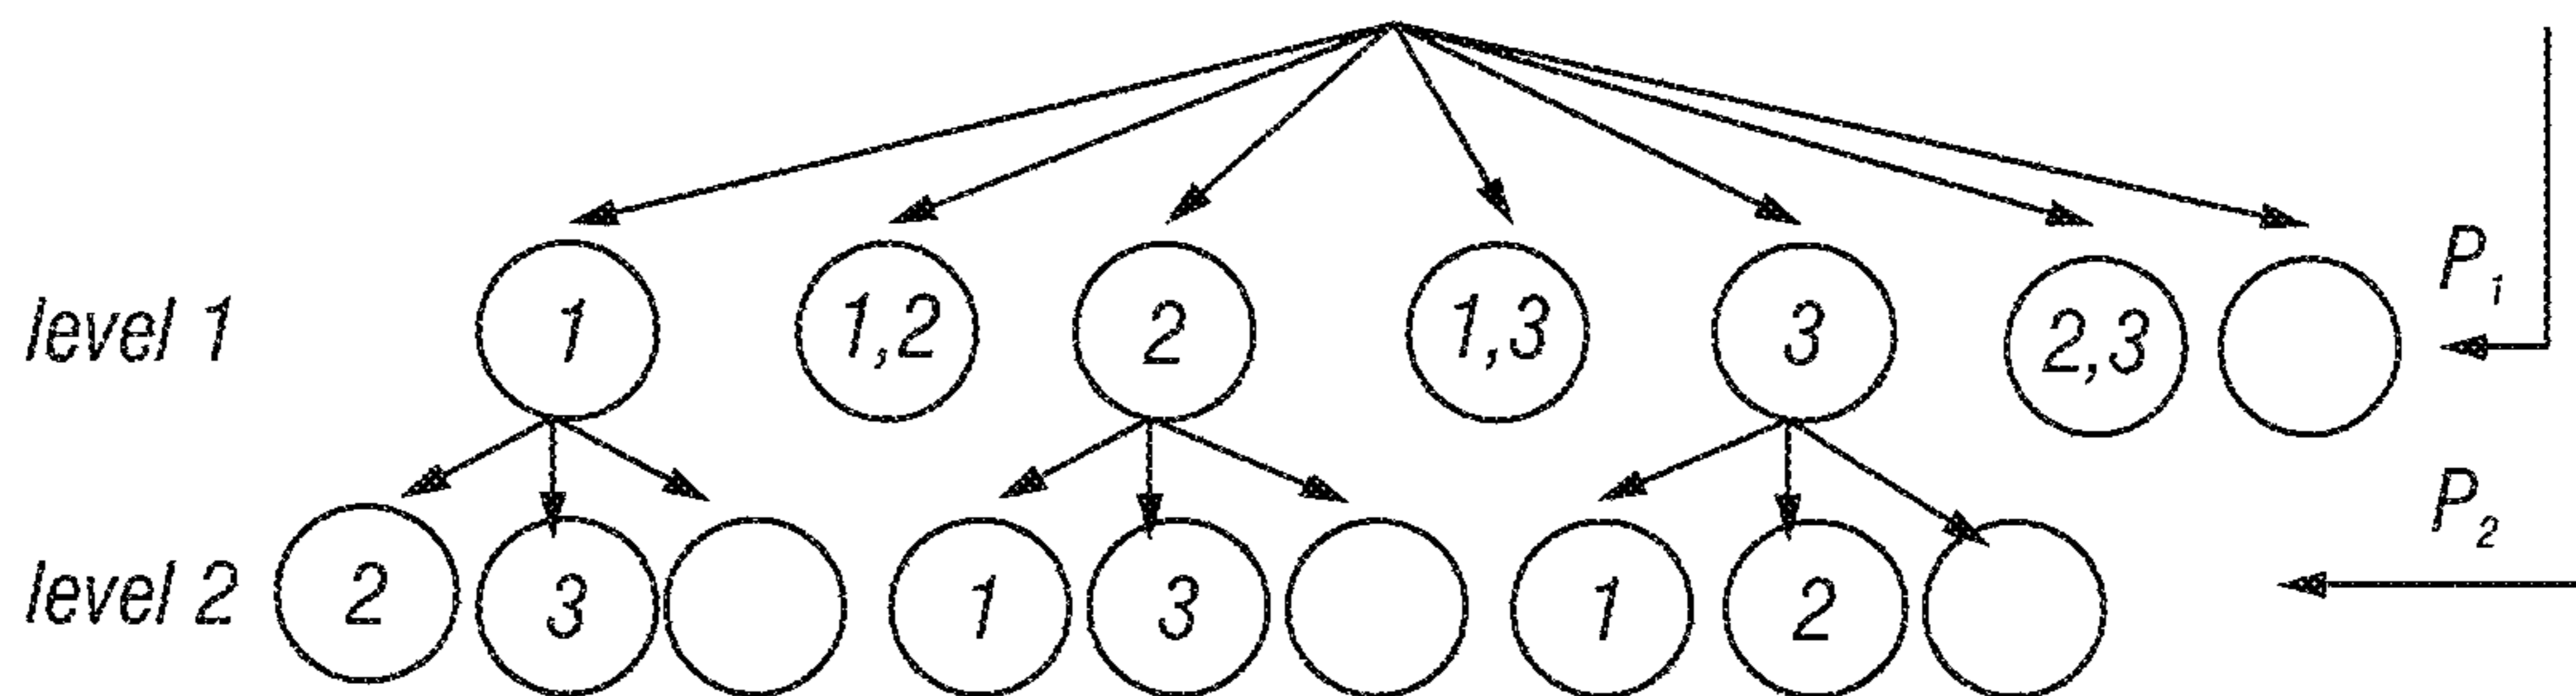 level 1 1 1,2 2 1,3 3 2,3 P₁
P₂
level 2 2 3 1 3 1 2